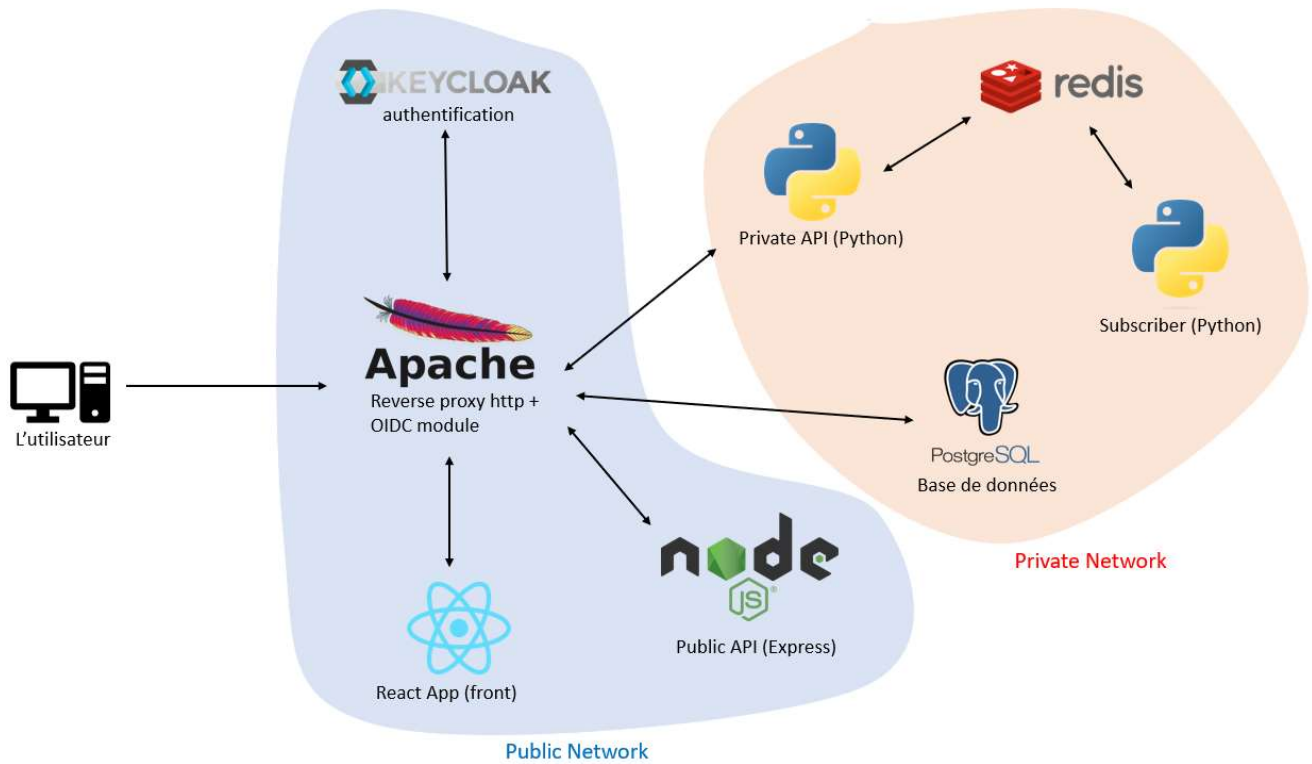 KEYCLOAK
authentification
redis
Private API (Python)
Subscriber (Python)
Apache
Reverse proxy http +
OIDC module
L’utilisateur
PostgreSQL
Base de données
node
JS®
Public API (Express)
Private Network
React App (front)
Public Network